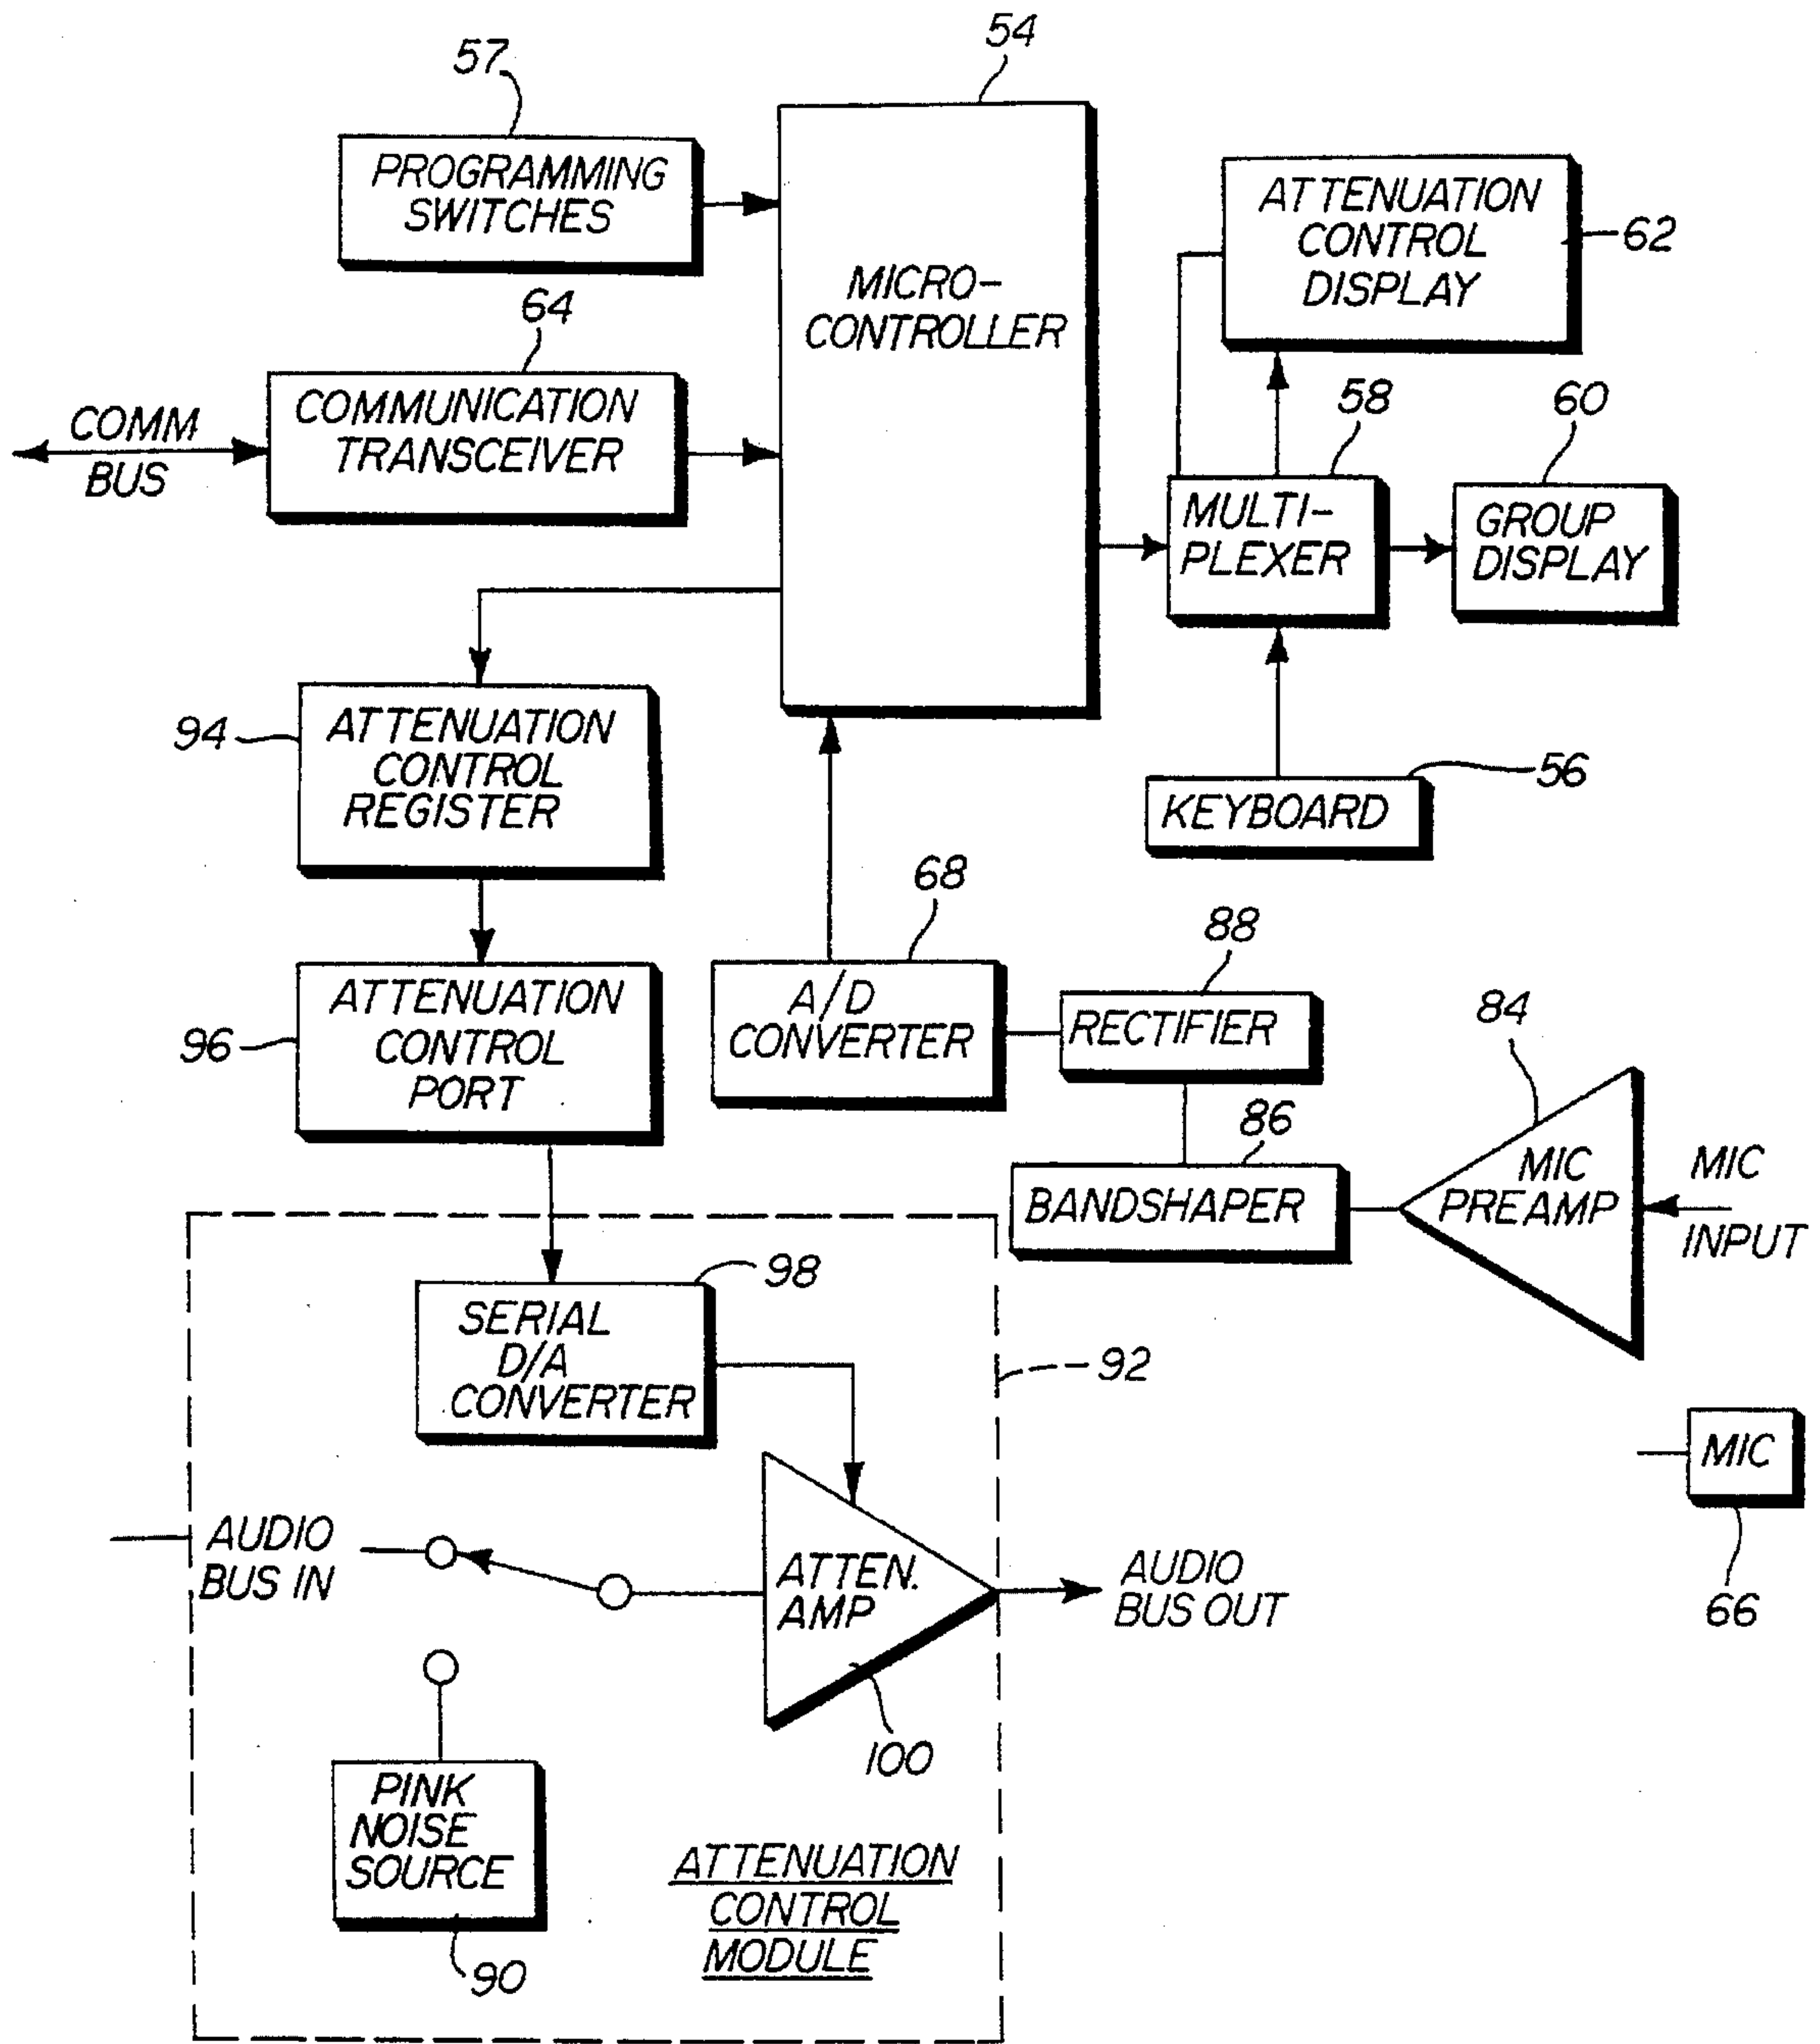 57
54
PROGRAMMING
SWITCHES
MICRO-
CONTROLLER
ATTENUATION
CONTROL
DISPLAY
62
64
COMMUNICATION
TRANSCEIVER
COMM
BUS
58
MULTI-
PLEXER
60
GROUP
DISPLAY
56
KEYBOARD
94
ATTENUATION
CONTROL
REGISTER
96
ATTENUATION
CONTROL
PORT
68
A/D
CONVERTER
88
RECTIFIER
86
BANDSHAPER
84
MIC
PREAMP
MIC
INPUT
98
SERIAL
D/A
CONVERTER
92
MIC
66
AUDIO
BUS IN
ATTEN.
AMP
100
AUDIO
BUS OUT
PINK
NOISE
SOURCE
90
ATTENUATION
CONTROL
MODULE